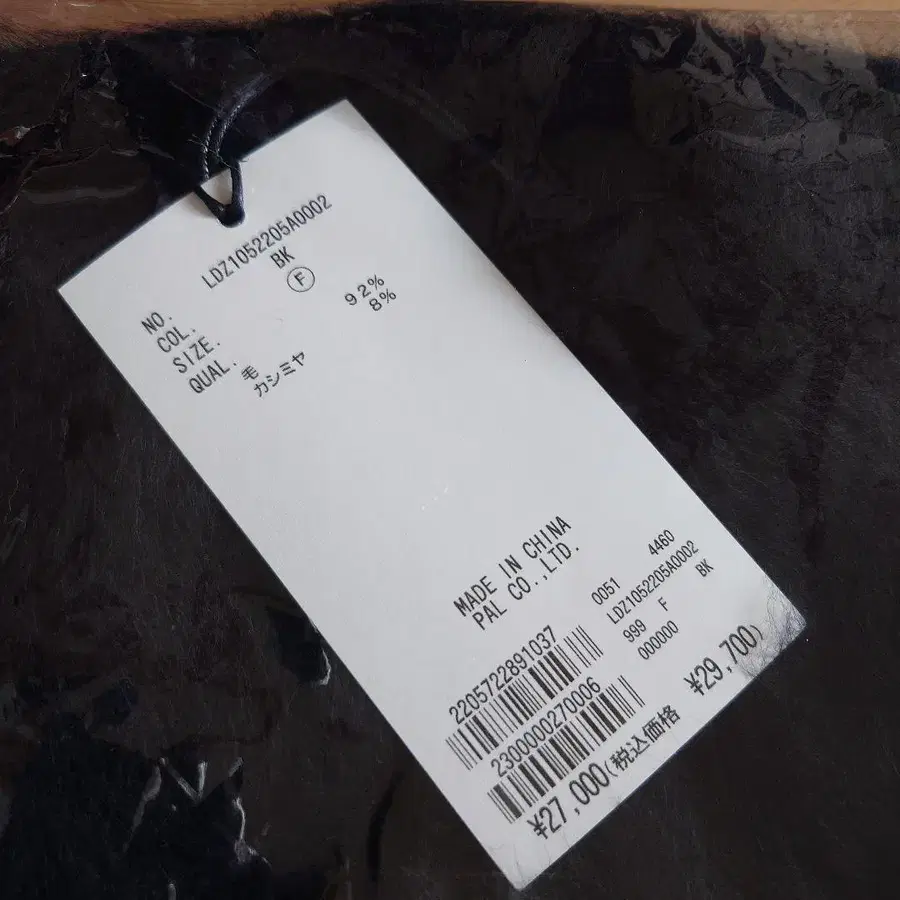 NO. LDZ1052205A0002
COL. BK
SIZE. F
QUAL. 毛 92%
カシミヤ 8%
MADE IN CHINA
PAL CO.,LTD.
0051 4460
LDZ1052205A0002
999 F BK
000000
2205722891037
2300000270006
¥27,000(税込価格 ¥29,700)